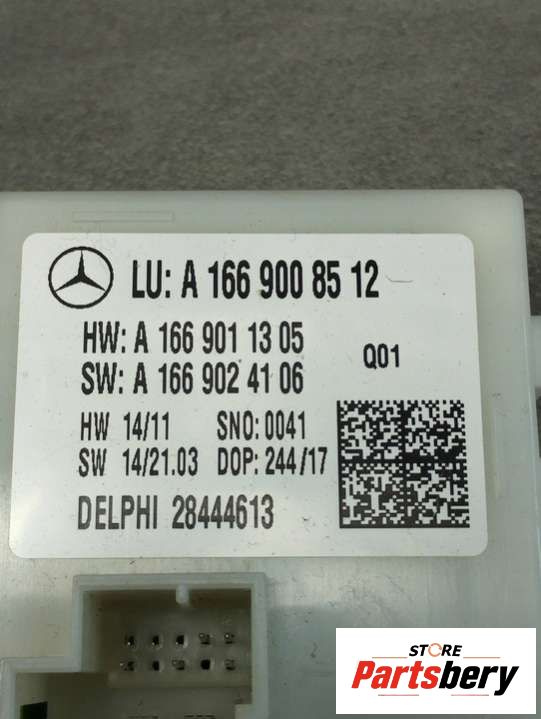 LU: A 166 900 85 12
HW: A 166 901 13 05
SW: A 166 902 41 06
Q01
HW 14/11 SNO: 0041
SW 14/21.03 DOP: 244/17
DELPHI 28444613
STORE
Partsbery